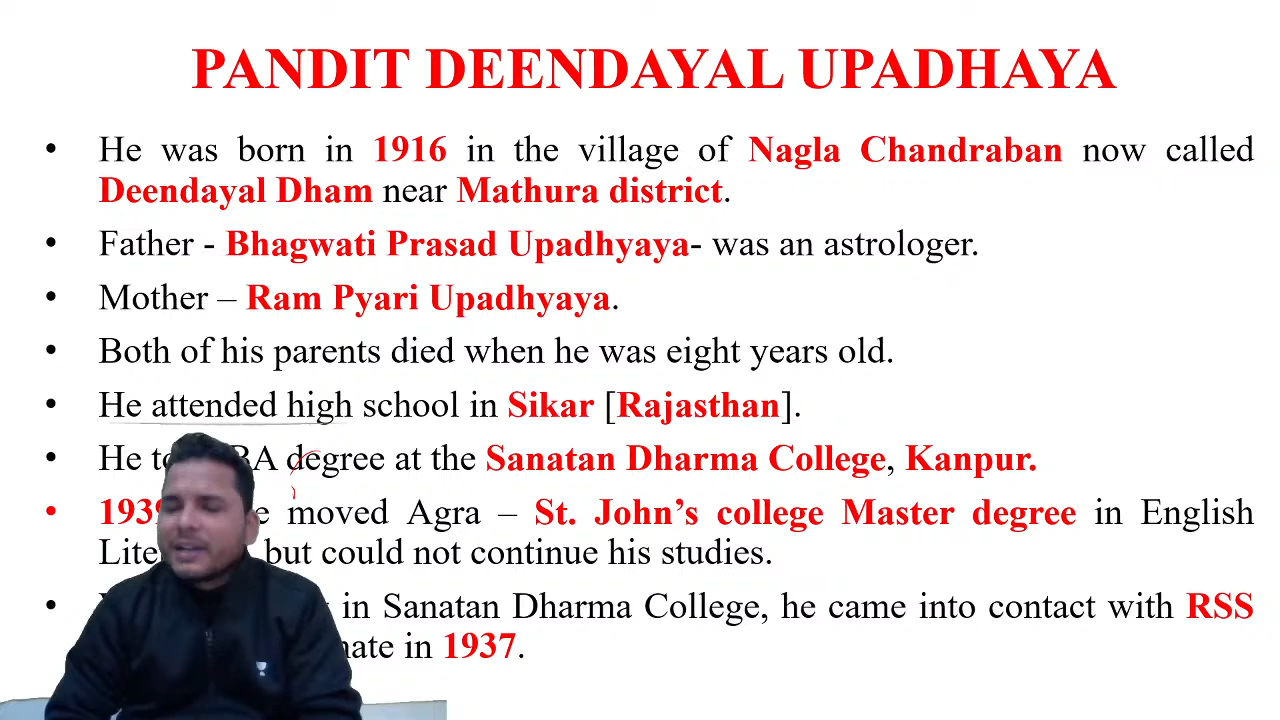 PANDIT DEENDAYAL UPADHAYA
• He was born in 1916 in the village of Nagla Chandraban now called
Deendayal Dham near Mathura district.
• Father - Bhagwati Prasad Upadhyaya- was an astrologer.
• Mother – Ram Pyari Upadhyaya.
• Both of his parents died when he was eight years old.
• He attended high school in Sikar [Rajasthan].
• He BA degree at the Sanatan Dharma College, Kanpur.
• moved Agra – St. John’s college Master degree in English
but could not continue his studies.
• in Sanatan Dharma College, he came into contact with RSS
in 1937.